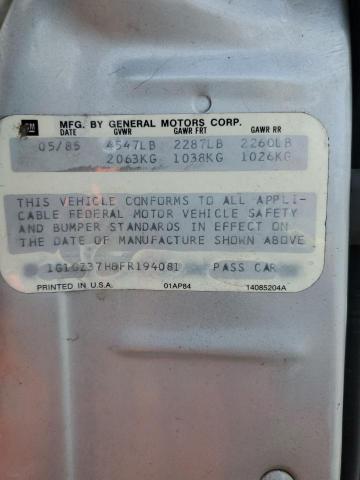 GM MFG. BY GENERAL MOTORS CORP.
DATE GVWR GAWR FRT GAWR RR
05/85 4547LB 2287LB 2260LB
2063KG 1038KG 1026KG
THIS VEHICLE CONFORMS TO ALL APPLI-
CABLE FEDERAL MOTOR VEHICLE SAFETY
AND BUMPER STANDARDS IN EFFECT ON
THE DATE OF MANUFACTURE SHOWN ABOVE
1G1GZ37H8FR194081 PASS CAR
PRINTED IN U.S.A. 01AP84 14085204A